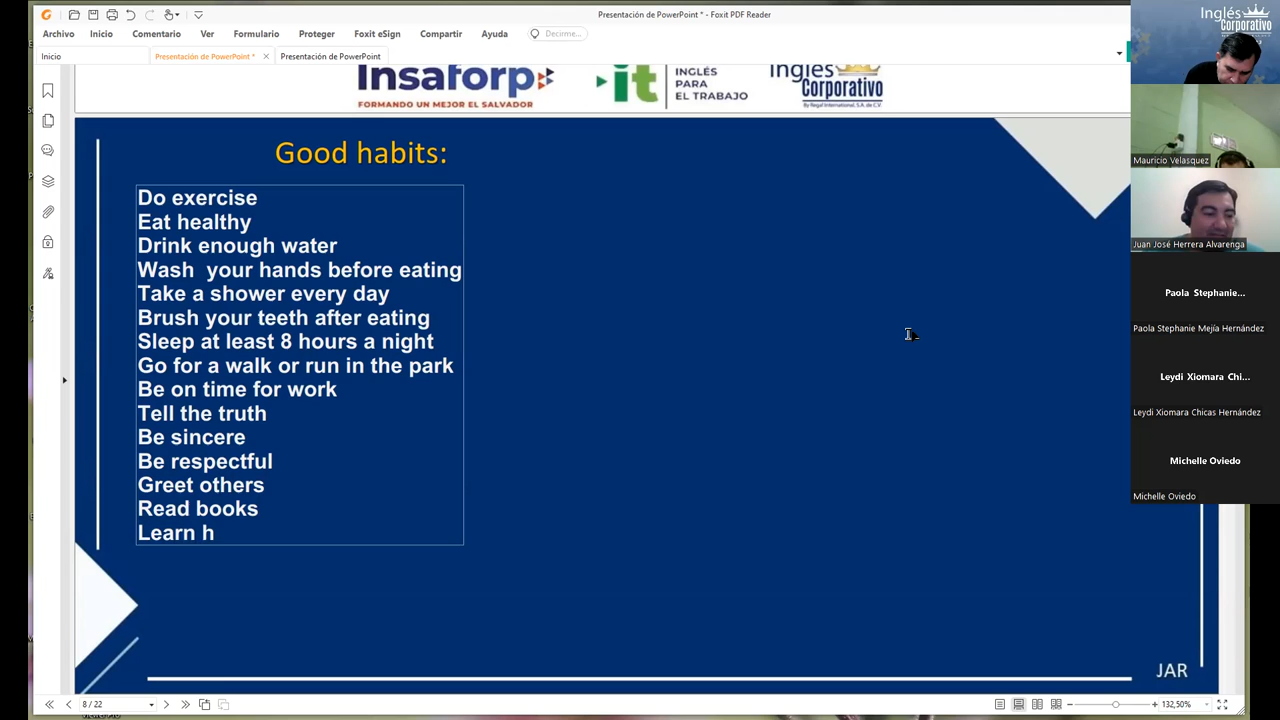 Presentación de PowerPoint * - Foxit PDF Reader
Archivo Inicio Comentario Ver Formulario Proteger Foxit eSign Compartir Ayuda Decirme...
Inicio Presentación de PowerPoint * × Presentación de PowerPoint
Insaforp
FORMANDO UN MEJOR EL SALVADOR
it
INGLÉS
PARA
EL TRABAJO
Inglés
Corporativo
By Regal International, S.A. de C.V.
Good habits:
Do exercise
Eat healthy
Drink enough water
Wash  your hands before eating
Take a shower every day
Brush your teeth after eating
Sleep at least 8 hours a night
Go for a walk or run in the park
Be on time for work
Tell the truth
Be sincere
Be respectful
Greet others
Read books
Learn h
JAR
8 / 22
132,50%
Inglés
Corporativo
Mauricio Velasquez
Juan José Herrera Alvarenga
Paola Stephanie...
Paola Stephanie Mejía Hernández
Leydi Xiomara Chi...
Leydi Xiomara Chicas Hernández
Michelle Oviedo
Michelle Oviedo